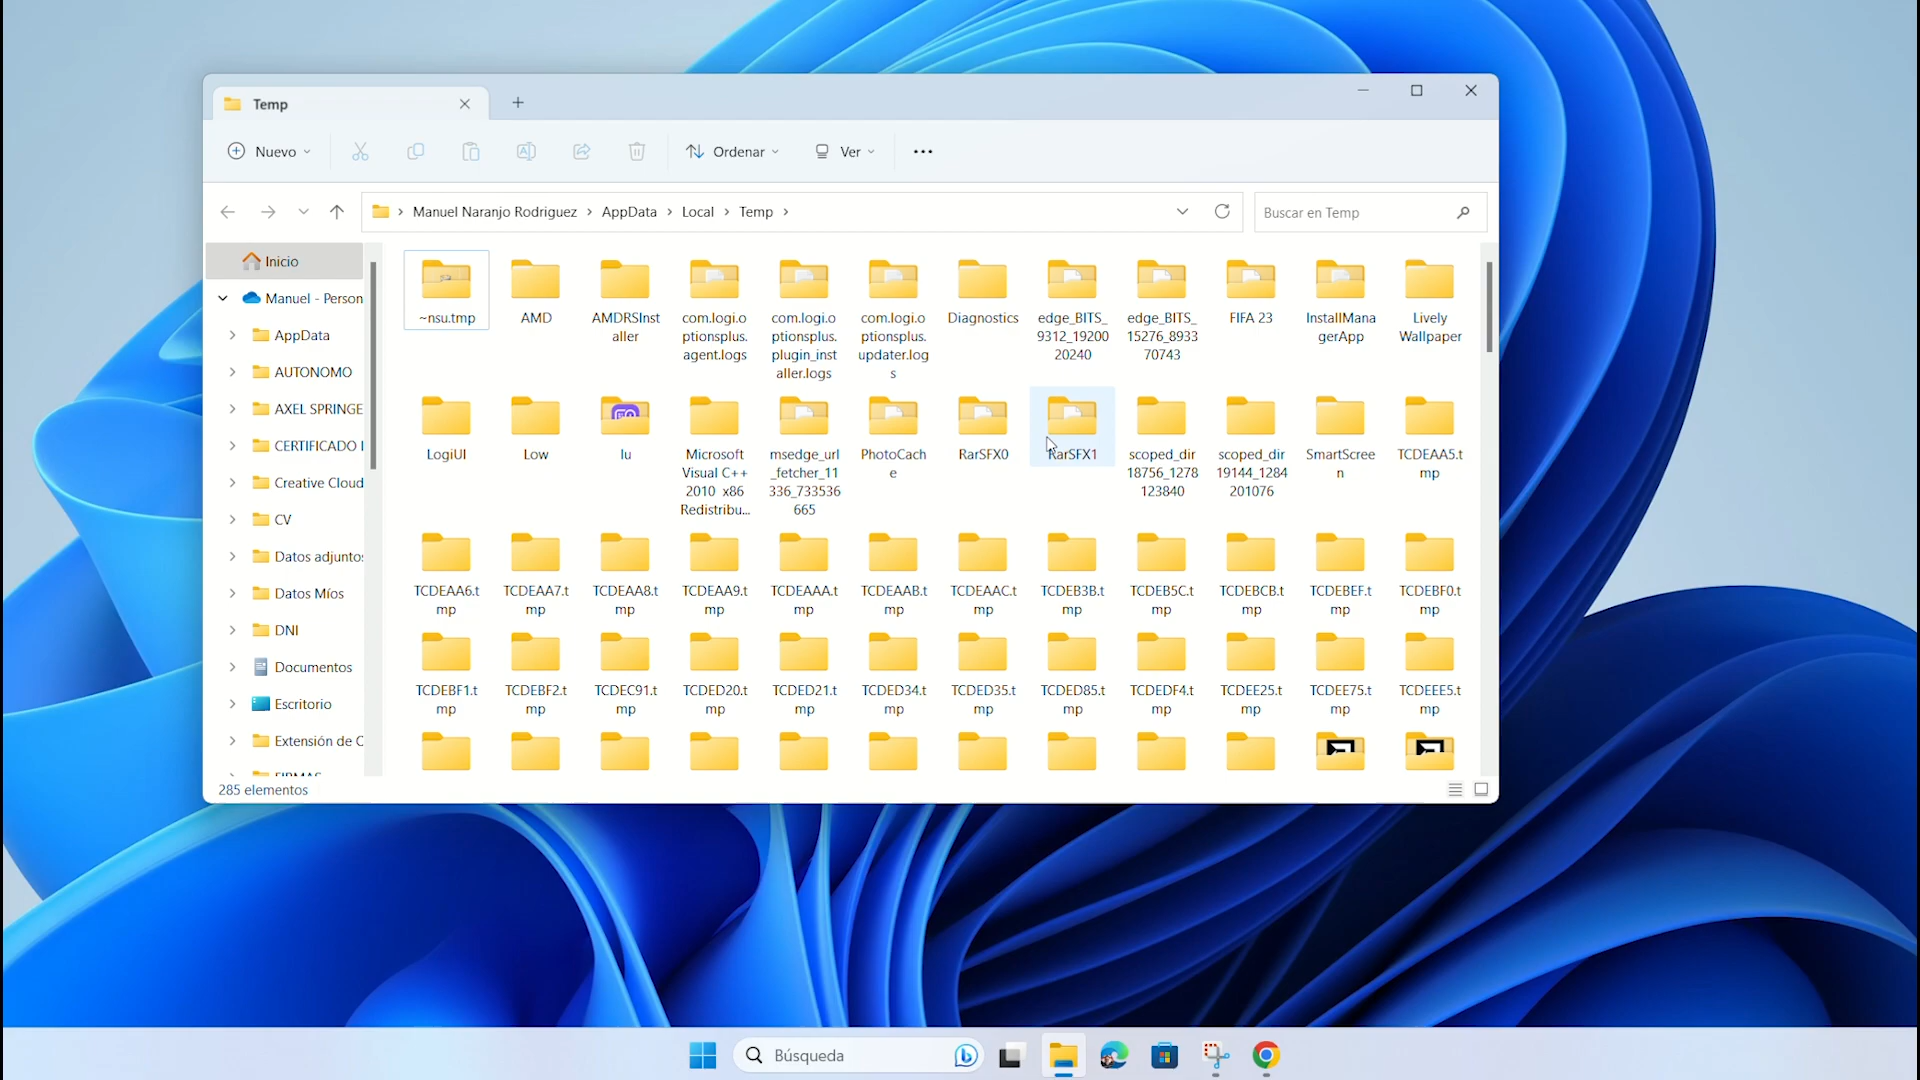 Temp
Nuevo
Ordenar
Ver
Manuel Naranjo Rodriguez > AppData > Local > Temp >
Buscar en Temp
Inicio
Manuel - Person
AppData
AUTONOMO
AXEL SPRINGE
CERTIFICADO I
Creative Cloud
CV
Datos adjuntos
Datos Míos
DNI
Documentos
Escritorio
Extensión de C
FIRMAS
~nsu.tmp
AMD
AMDRSInst
aller
com.logi.o
ptionsplus.
agent.logs
com.logi.o
ptionsplus.
plugin_inst
aller.logs
com.logi.o
ptionsplus.
updater.log
s
Diagnostics
edge_BITS_
9312_19200
20240
edge_BITS_
15276_8933
70743
FIFA 23
InstallMana
gerApp
Lively
Wallpaper
LogiUI
Low
lu
Microsoft
Visual C++
2010 x86
Redistribu...
msedge_url
_fetcher_11
336_733536
665
PhotoCach
e
RarSFX0
RarSFX1
scoped_dir
18756_1278
123840
scoped_dir
19144_1284
201076
SmartScree
n
TCDEAA5.t
mp
TCDEAA6.t
mp
TCDEAA7.t
mp
TCDEAA8.t
mp
TCDEAA9.t
mp
TCDEAAA.t
mp
TCDEAAB.t
mp
TCDEAAC.t
mp
TCDEB3B.t
mp
TCDEB5C.t
mp
TCDEBCB.t
mp
TCDEBEF.t
mp
TCDEBF0.t
mp
TCDEBF1.t
mp
TCDEBF2.t
mp
TCDEC91.t
mp
TCDED20.t
mp
TCDED21.t
mp
TCDED34.t
mp
TCDED35.t
mp
TCDED85.t
mp
TCDEDF4.t
mp
TCDEE25.t
mp
TCDEE75.t
mp
TCDEEE5.t
mp
285 elementos
Búsqueda